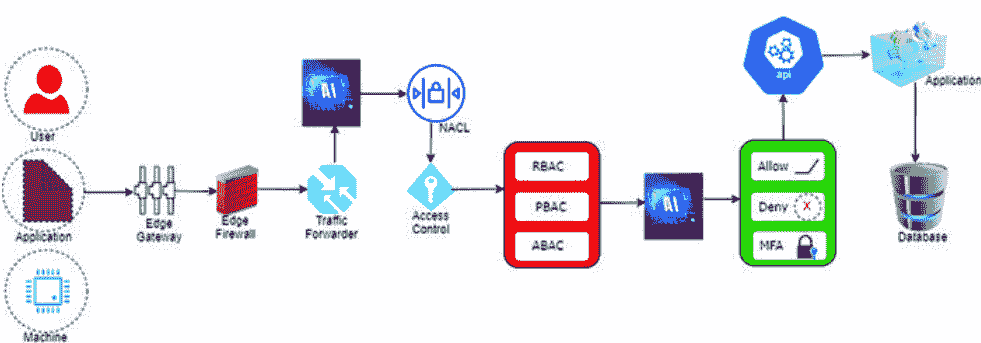 User
Application
Machine
Edge
Gateway
Edge
Firewall
Traffic
Forwarder
AI
NACL
Access
Control
RBAC
PBAC
ABAC
AI
Allow
Deny X
MFA
api
Application
Database